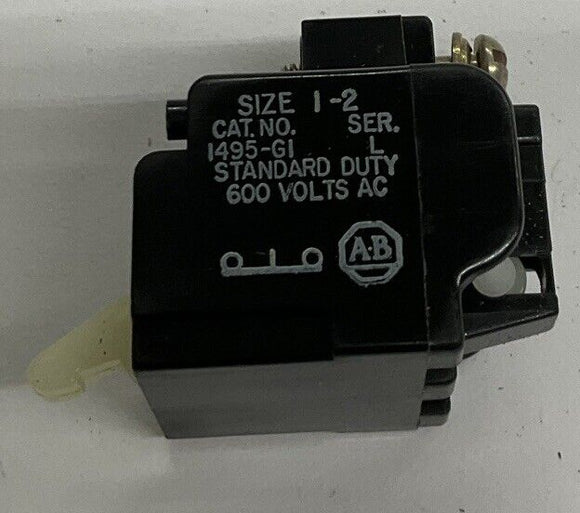 SIZE 1-2
CAT. NO. SER.
1495-G1 L
STANDARD DUTY
600 VOLTS AC
A-B